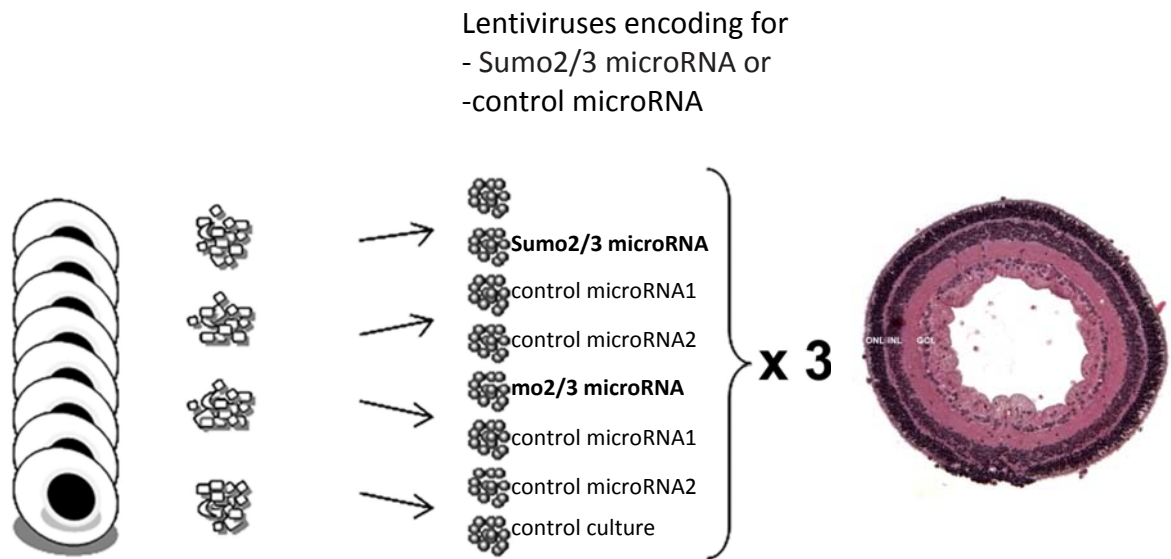 Lentiviruses encoding for
- Sumo2/3 microRNA or
-control microRNA
Sumo2/3 microRNA
control microRNA1
control microRNA2
mo2/3 microRNA
control microRNA1
control microRNA2
control culture
x 3
ONL INL GCL